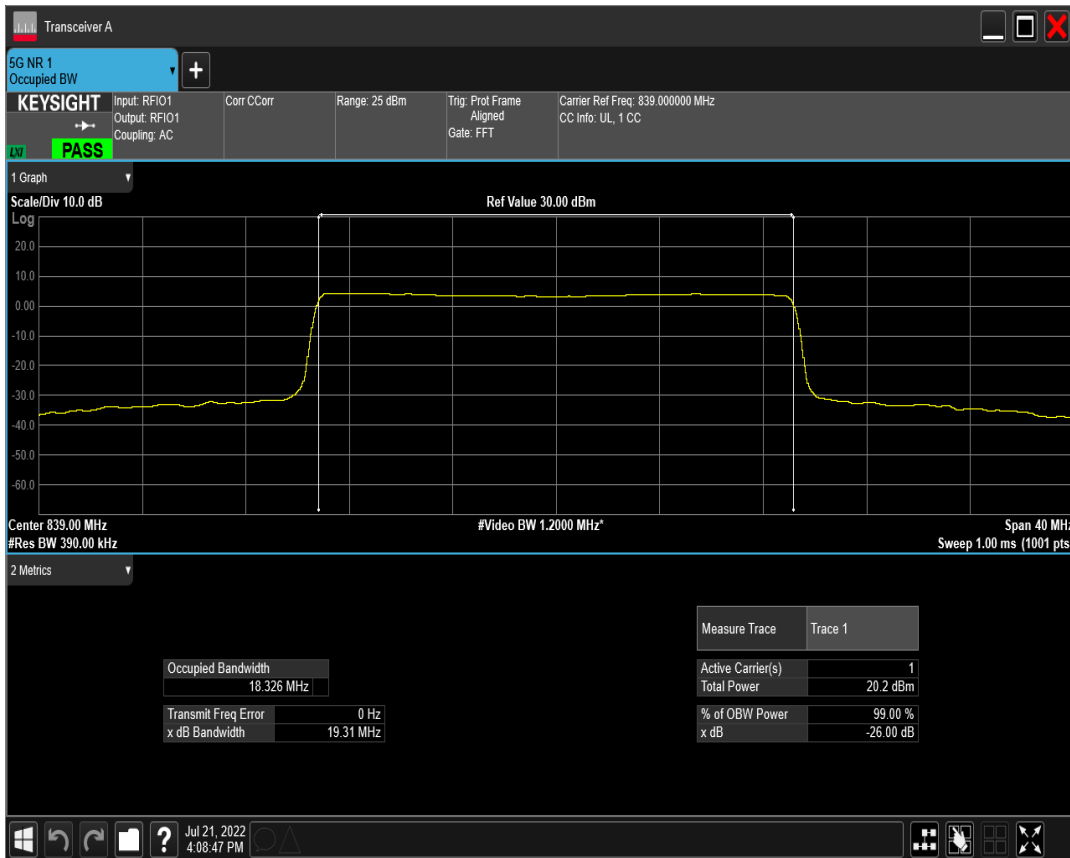 Transceiver A
5G NR 1
Occupied BW
+
KEYSIGHT
LXI
PASS
Input: RFIO1
Output: RFIO1
Coupling: AC
Corr CCorr
Range: 25 dBm
Trig: Prot Frame
Aligned
Gate: FFT
Carrier Ref Freq: 839.000000 MHz
CC Info: UL, 1 CC
1 Graph
Scale/Div 10.0 dB
Ref Value 30.00 dBm
Log
20.0
10.0
0.00
-10.0
-20.0
-30.0
-40.0
-50.0
-60.0
Center 839.00 MHz
#Video BW 1.2000 MHz*
Span 40 MHz
#Res BW 390.00 kHz
Sweep 1.00 ms (1001 pts
2 Metrics
Measure Trace Trace 1
Occupied Bandwidth
18.326 MHz
Transmit Freq Error 0 Hz
x dB Bandwidth 19.31 MHz
Active Carrier(s) 1
Total Power 20.2 dBm
% of OBW Power 99.00 %
x dB -26.00 dB
?
Jul 21, 2022
4:08:47 PM